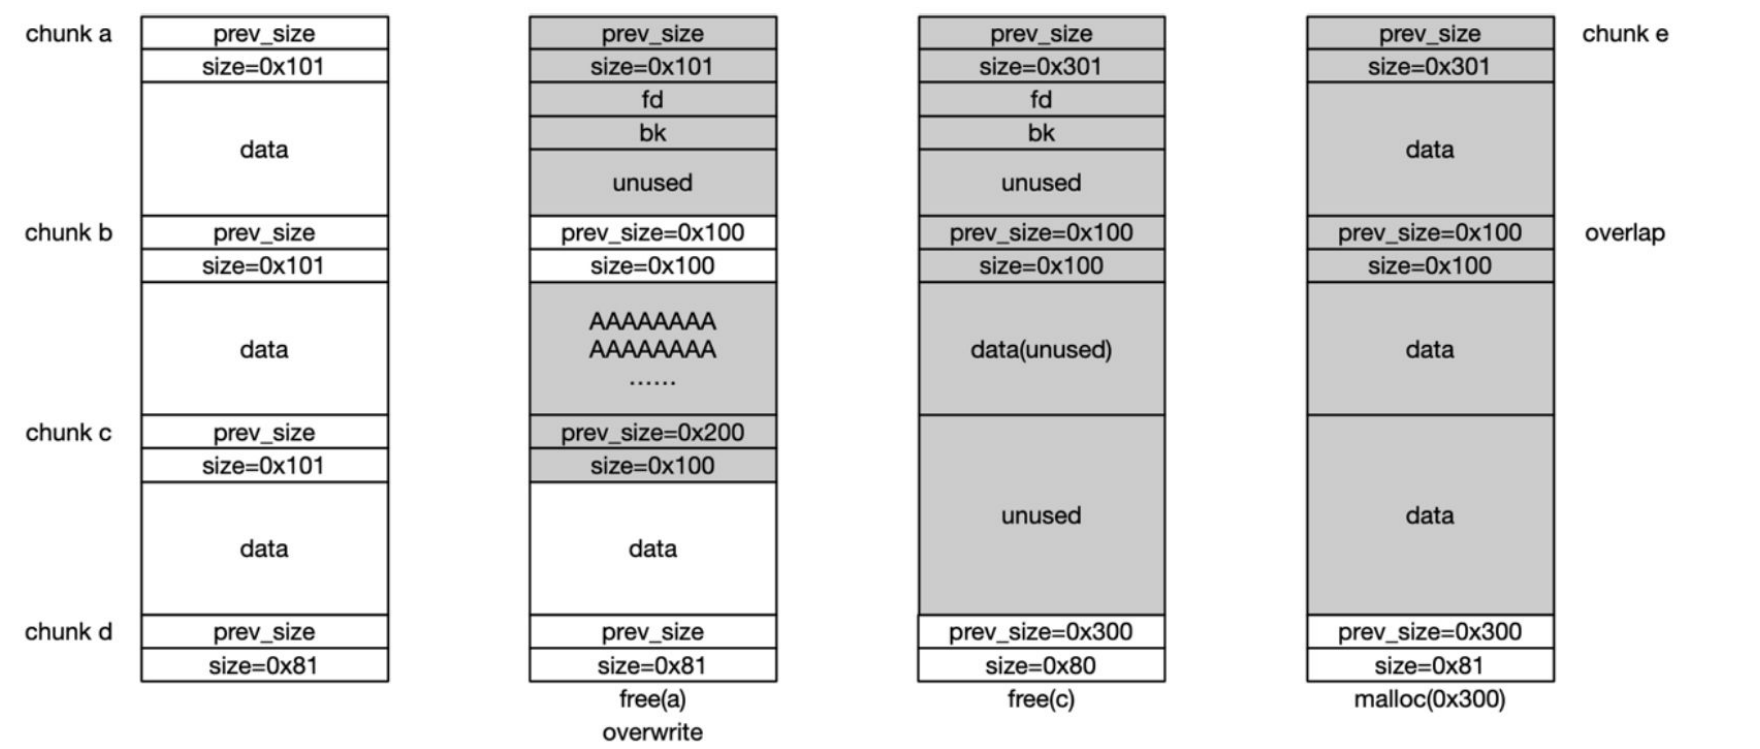 chunk a
prev_size
size=0x101
data
chunk b
prev_size
size=0x101
data
chunk c
prev_size
size=0x101
data
chunk d
prev_size
size=0x81
prev_size
size=0x101
fd
bk
unused
prev_size=0x100
size=0x100
AAAAAAAA
AAAAAAAA
······
prev_size=0x200
size=0x100
data
prev_size
size=0x81
free(a)
overwrite
prev_size
size=0x301
fd
bk
unused
prev_size=0x100
size=0x100
data(unused)
unused
prev_size=0x300
size=0x80
free(c)
prev_size
size=0x301
data
prev_size=0x100
size=0x100
data
data
prev_size=0x300
size=0x81
malloc(0x300)
chunk e
overlap